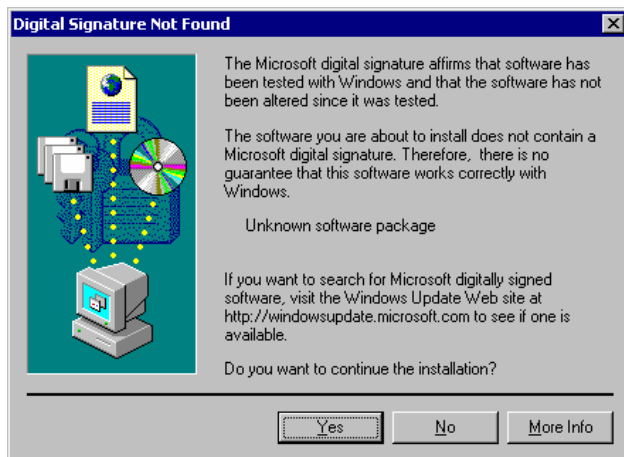 Digital Signature Not Found
The Microsoft digital signature affirms that software has
been tested with Windows and that the software has not
been altered since it was tested.
The software you are about to install does not contain a
Microsoft digital signature. Therefore, there is no
guarantee that this software works correctly with
Windows.
Unknown software package
If you want to search for Microsoft digitally signed
software, visit the Windows Update Web site at
http://windowsupdate.microsoft.com to see if one is
available.
Do you want to continue the installation?
Yes
No
More Info